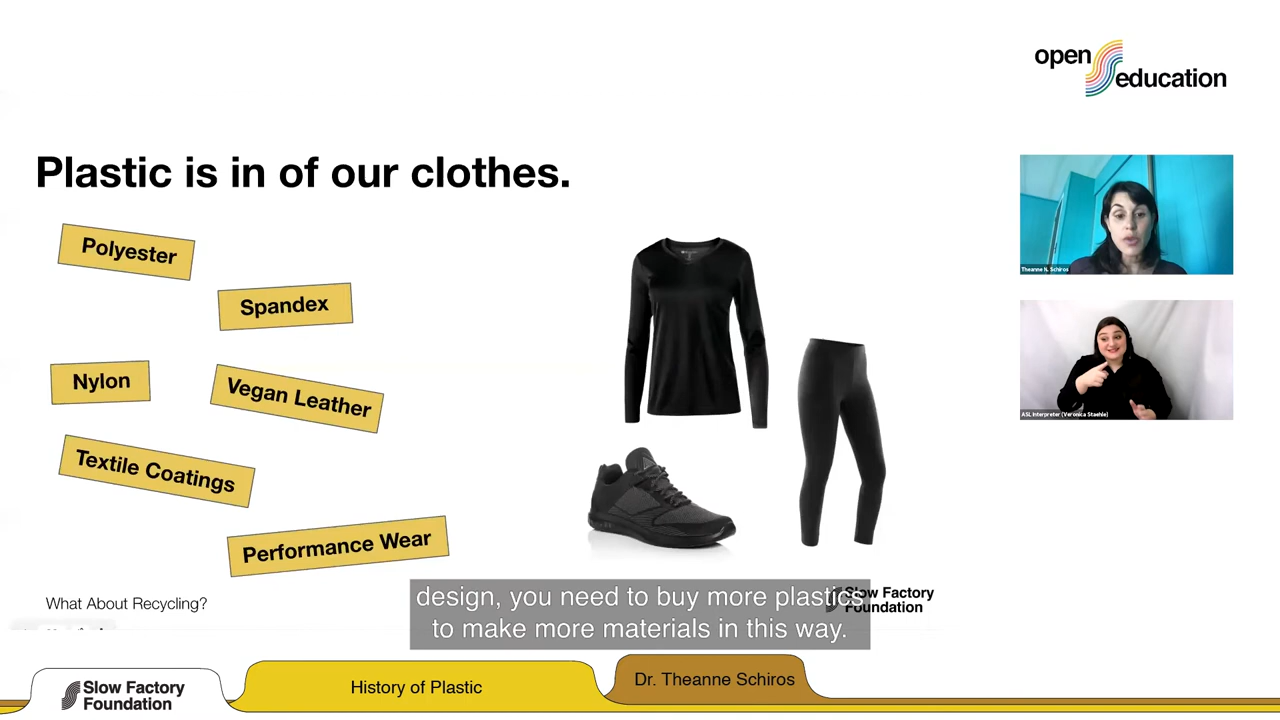 open
education
Plastic is in of our clothes.
Polyester
Spandex
Nylon
Vegan Leather
Textile Coatings
Performance Wear
Theanne N. Schiros
ASL Interpreter (Veronica Staehle)
What About Recycling?
Slow Factory
Foundation
design, you need to buy more plastics
to make more materials in this way.
Slow Factory
Foundation
History of Plastic
Dr. Theanne Schiros